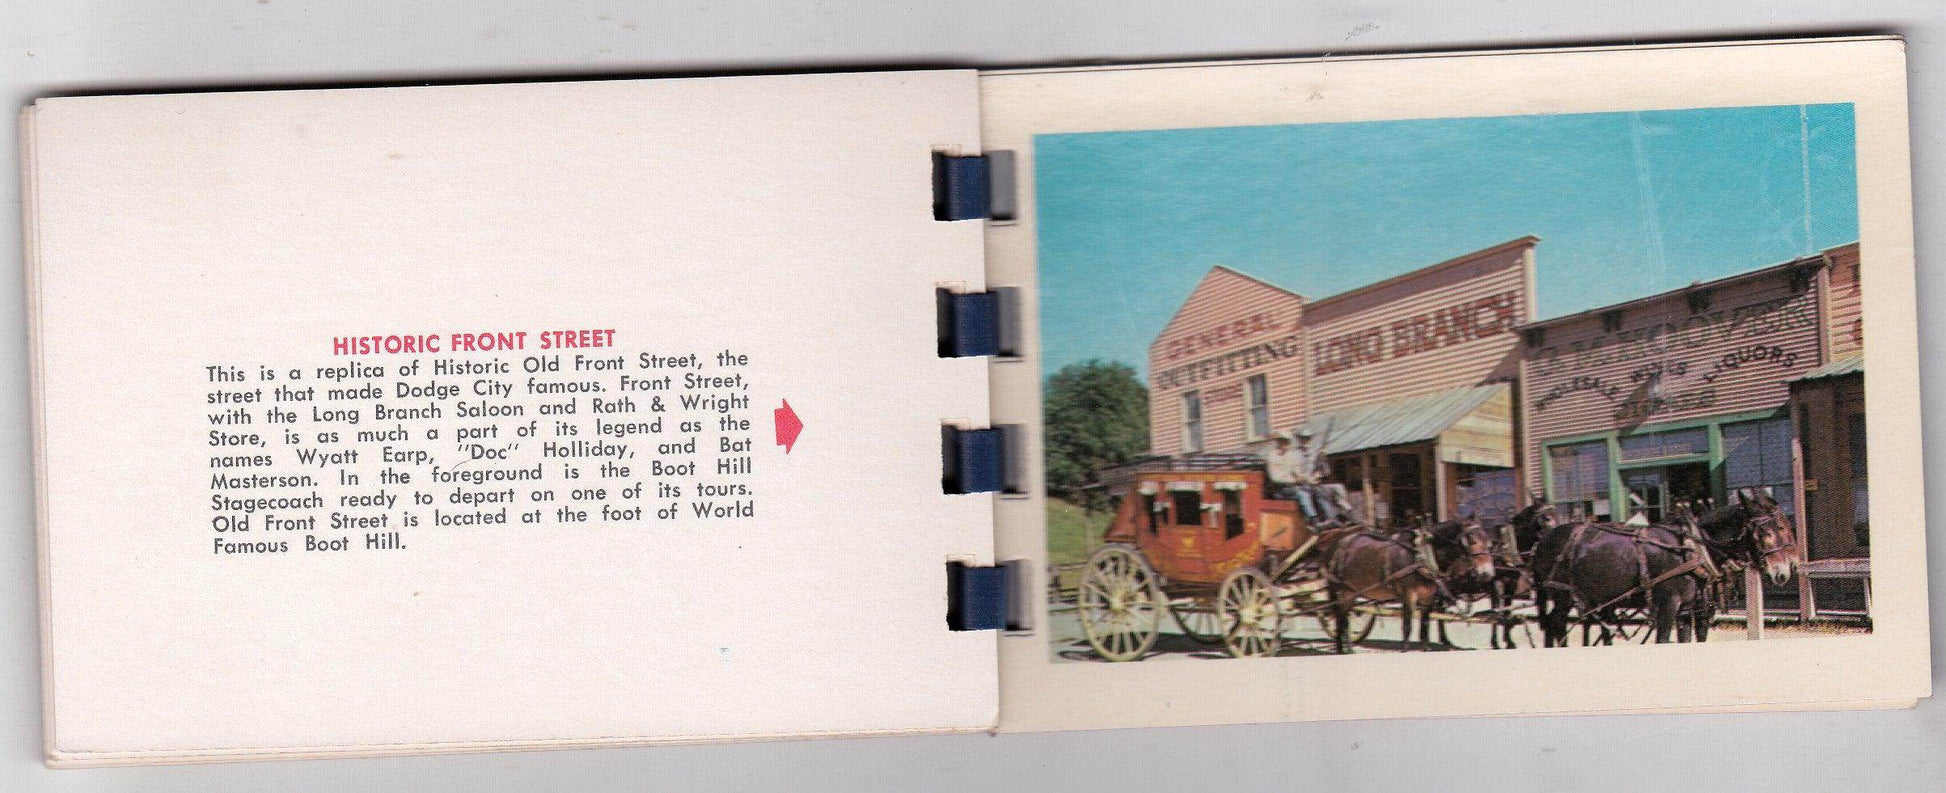 HISTORIC FRONT STREET
This is a replica of Historic Old Front Street, the
street that made Dodge City famous. Front Street,
with the Long Branch Saloon and Rath & Wright
Store, is as much a part of its legend as the
names Wyatt Earp, "Doc" Holliday, and Bat
Masterson. In the foreground is the Boot Hill
Stagecoach ready to depart on one of its tours.
Old Front Street is located at the foot of World
Famous Boot Hill.
GENERAL
OUTFITTING
LONG BRANCH
G.M. HOOVER
WHOLESALE WINES LIQUORS